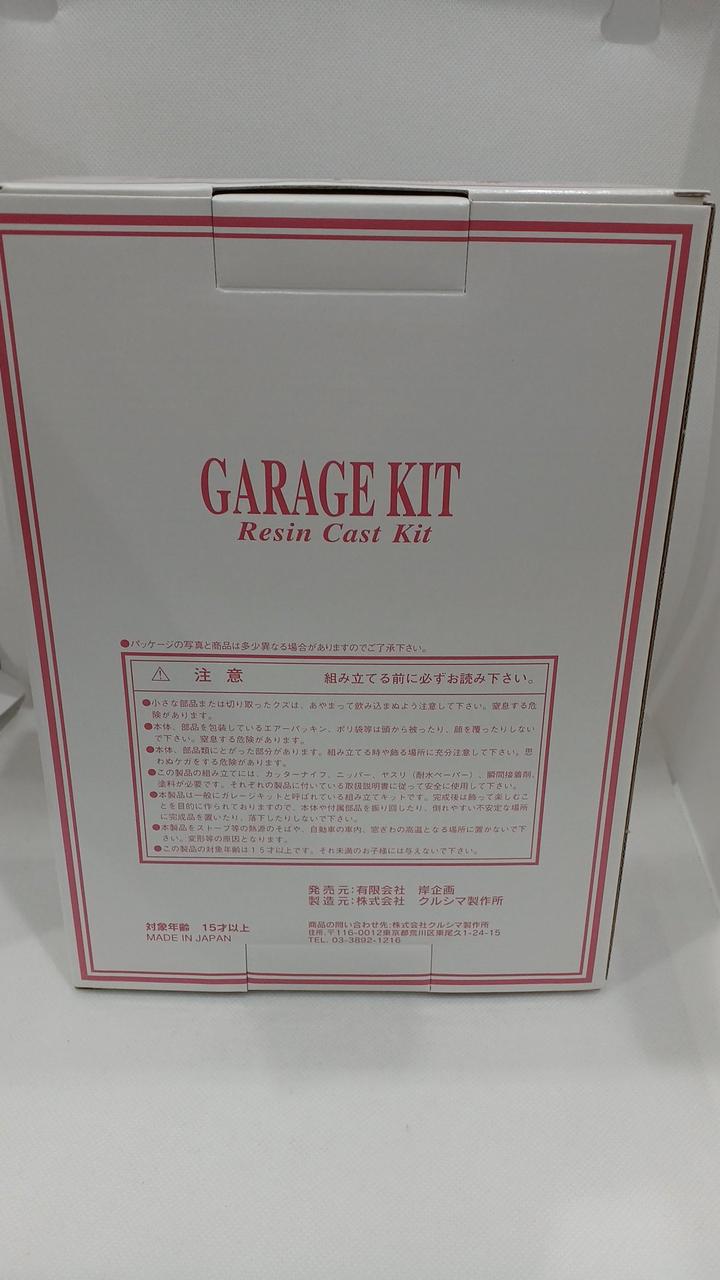 GARAGE KIT
Resin Cast Kit
●パッケージの写真と商品は多少異なる場合がありますのでご了承下さい。
⚠ 注 意 組み立てる前に必ずお読み下さい。
●小さな部品または切り取ったクズは、あやまって飲み込まぬよう注意して下さい。窒息する危
険があります。
●本体、部品を包装しているエアーパッキン、ポリ袋等は頭から被ったり、顔を覆ったりしない
で下さい。窒息する危険があります。
●本体、部品類にとがった部分があります。組み立てる時や飾る場所に充分注意して下さい。思
わぬケガをする危険があります。
●この製品の組み立てには、カッターナイフ、ニッパー、ヤスリ（耐水ペーパー）、瞬間接着剤、
塗料が必要です。それぞれの製品に付いている取扱説明書に従って安全に使用して下さい。
●本製品は一般にガレージキットと呼ばれている組み立てキットです。完成後は飾って楽しむこ
とを目的に作られておりますので、本体や付属部品を振り回したり、倒れやすい不安定な場所
に完成品を置いたり、落下したりしないで下さい。
●本製品をストーブ等の熱源のそばや、自動車の車内、窓ぎわの高温となる場所に置かないで下
さい。変形等の原因となります。
●この製品の対象年齢は１５才以上です。それ未満のお子様には与えないで下さい。
発売元：有限会社 岸企画
製造元：株式会社 クルシマ製作所
対象年齢 15才以上
MADE IN JAPAN
商品の問い合わせ先：株式会社クルシマ製作所
住所.〒116-0012東京都荒川区東尾久1-24-15
TEL. 03-3892-1216